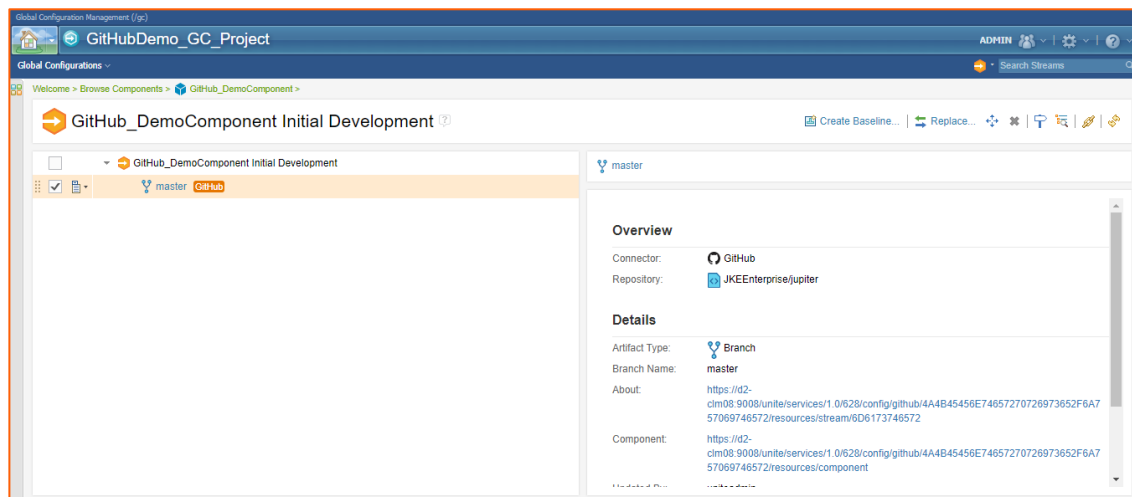 Global Configuration Management (/gc)
GitHubDemo_GC_Project
ADMIN
Global Configurations
Search Streams
Welcome > Browse Components > GitHub_DemoComponent >
GitHub_DemoComponent Initial Development
Create Baseline... | Replace...
GitHub_DemoComponent Initial Development
master GitHub
master
Overview
Connector: GitHub
Repository: JKEEnterprise/jupiter
Details
Artifact Type: Branch
Branch Name: master
About: https://d2-
clm08:9008/unite/services/1.0/628/config/github/4A4B45456E74657270726973652F6A7
57069746572/resources/stream/6D6173746572
Component: https://d2-
clm08:9008/unite/services/1.0/628/config/github/4A4B45456E74657270726973652F6A7
57069746572/resources/component